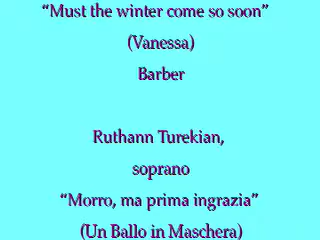 “Must the winter come so soon”
(Vanessa)
Barber
Ruthann Turekian,
soprano
“Morro, ma prima ingrazia”
(Un Ballo in Maschera)